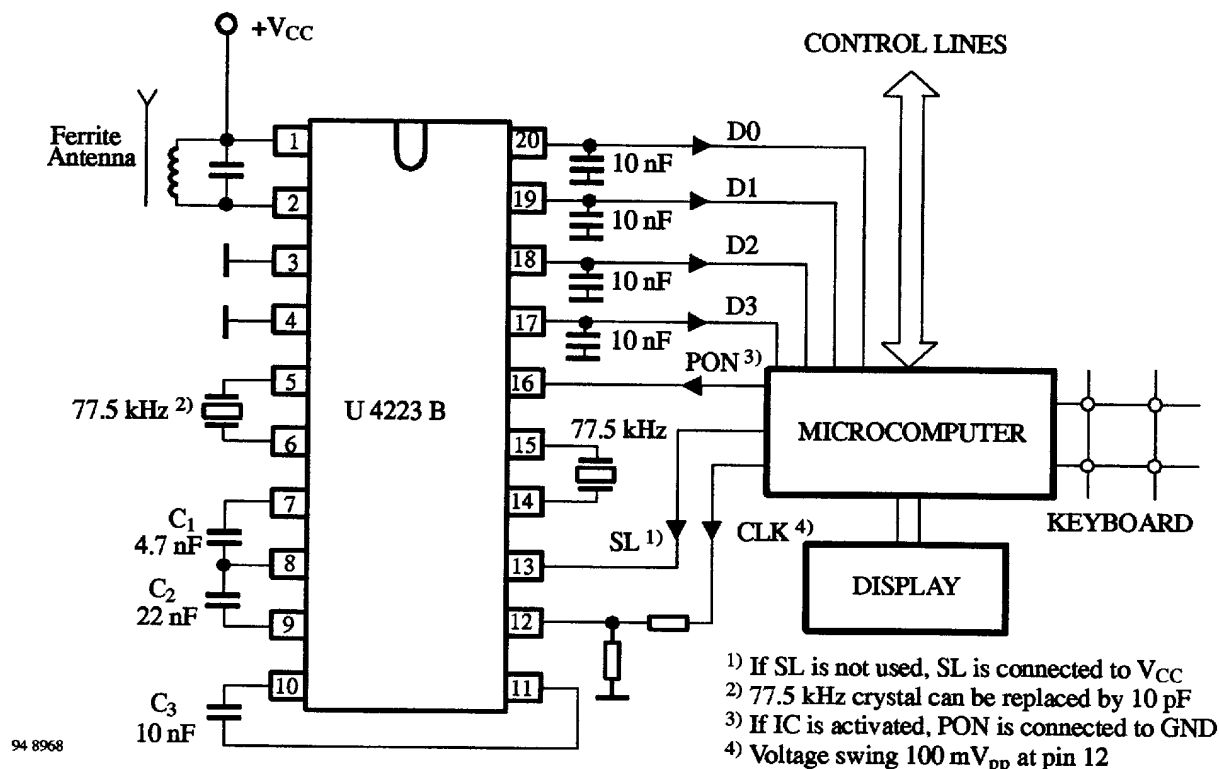 +VCC
CONTROL LINES
Ferrite
Antenna
1
20
D0
10 nF
2
19
D1
10 nF
3
18
D2
10 nF
4
17
D3
10 nF
5
16
PON 3)
77.5 kHz 2)
U 4223 B
6
15
77.5 kHz
MICROCOMPUTER
7
14
C1
4.7 nF
KEYBOARD
8
13
SL 1)
CLK 4)
C2
22 nF
DISPLAY
9
12
10
11
C3
10 nF
1) If SL is not used, SL is connected to VCC
2) 77.5 kHz crystal can be replaced by 10 pF
3) If IC is activated, PON is connected to GND
4) Voltage swing 100 mVpp at pin 12
94 8968